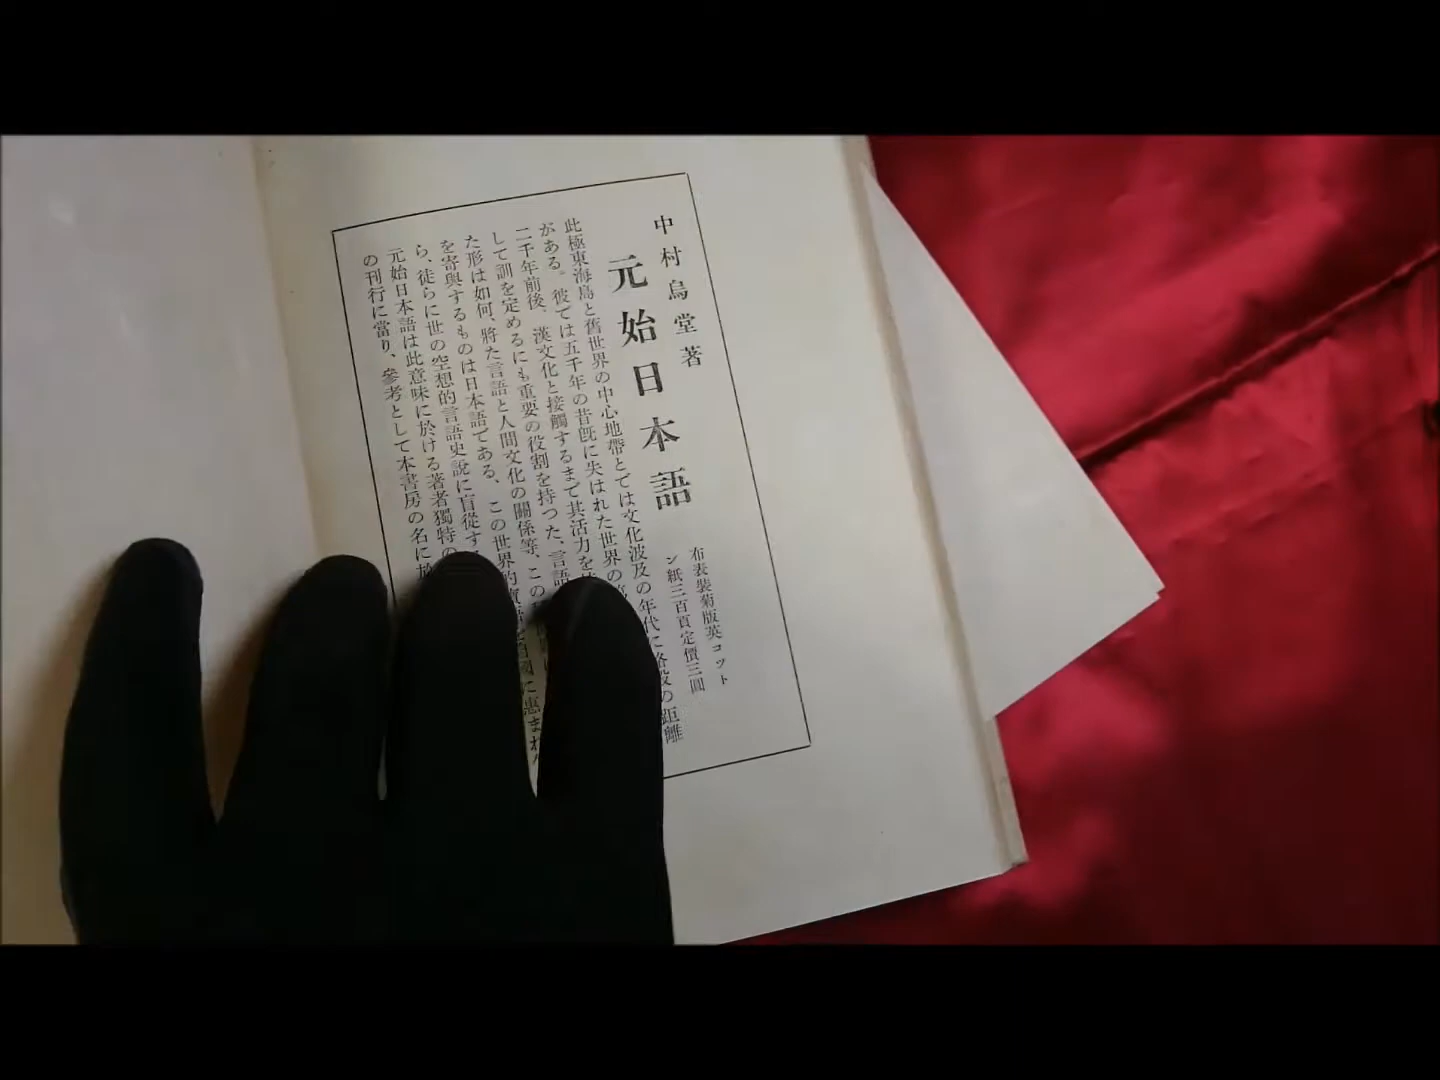 中村烏堂著
元始日本語
布表裝菊版英コット
ン紙三百頁定價三圓
此極東海島と舊世界の中心地帶とでは文化波及の年代に の距離
がある。彼では五千年の昔既に失はれた世界の
二千年前後、漢文化と接觸するまで其活力を
して訓を定めるにも重要の役割を持つた、言語
た形は如何、將た言語と人間文化の關係等、この
を寄與するものは日本語である、この世界的 自國に惠まれ
ら、徒らに世の空想的言語史說に盲從す
元始日本語は此意味に於ける著者獨特の
の刊行に當り、參考として本書房の名に於